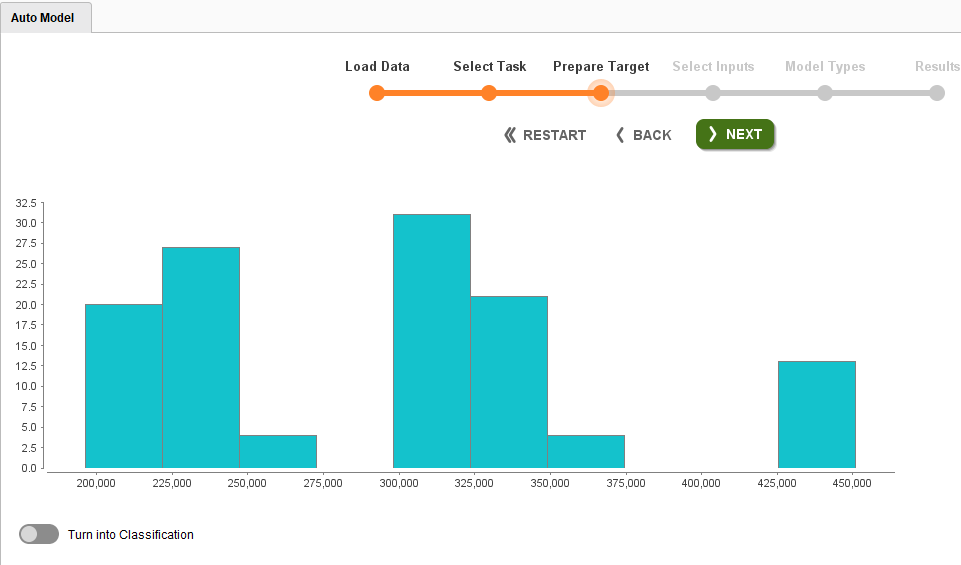 Auto Model
Load Data Select Task Prepare Target Select Inputs Model Types Results
RESTART BACK NEXT
32.5
30.0
27.5
25.0
22.5
20.0
17.5
15.0
12.5
10.0
7.5
5.0
2.5
0.0
200,000 225,000 250,000 275,000 300,000 325,000 350,000 375,000 400,000 425,000 450,000
Turn into Classification